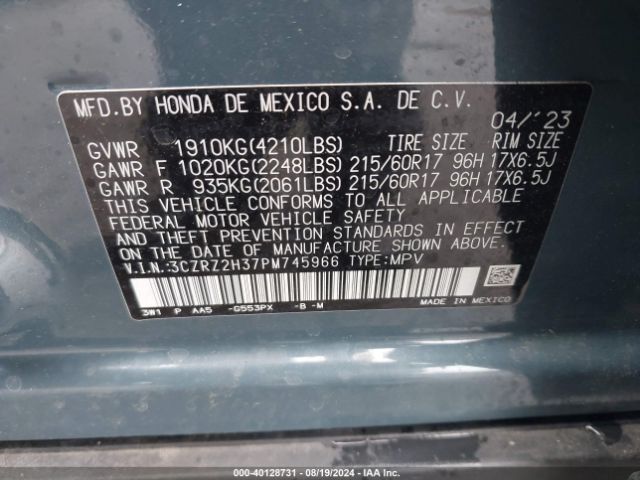 MFD.BY HONDA DE MEXICO S.A. DE C.V.
04/'23
GVWR 1910KG(4210LBS) TIRE SIZE RIM SIZE
GAWR F 1020KG(2248LBS) 215/60R17 96H 17X6.5J
GAWR R 935KG(2061LBS) 215/60R17 96H 17X6.5J
THIS VEHICLE CONFORMS TO ALL APPLICABLE
FEDERAL MOTOR VEHICLE SAFETY
AND THEFT PREVENTION STANDARDS IN EFFECT
ON THE DATE OF MANUFACTURE SHOWN ABOVE.
V.I.N.:3CZRZ2H37PM745966 TYPE:MPV
MADE IN MEXICO
3W1 P AA5 -G553PX -B -M
000-40128731 - 08/19/2024 - IAA Inc.